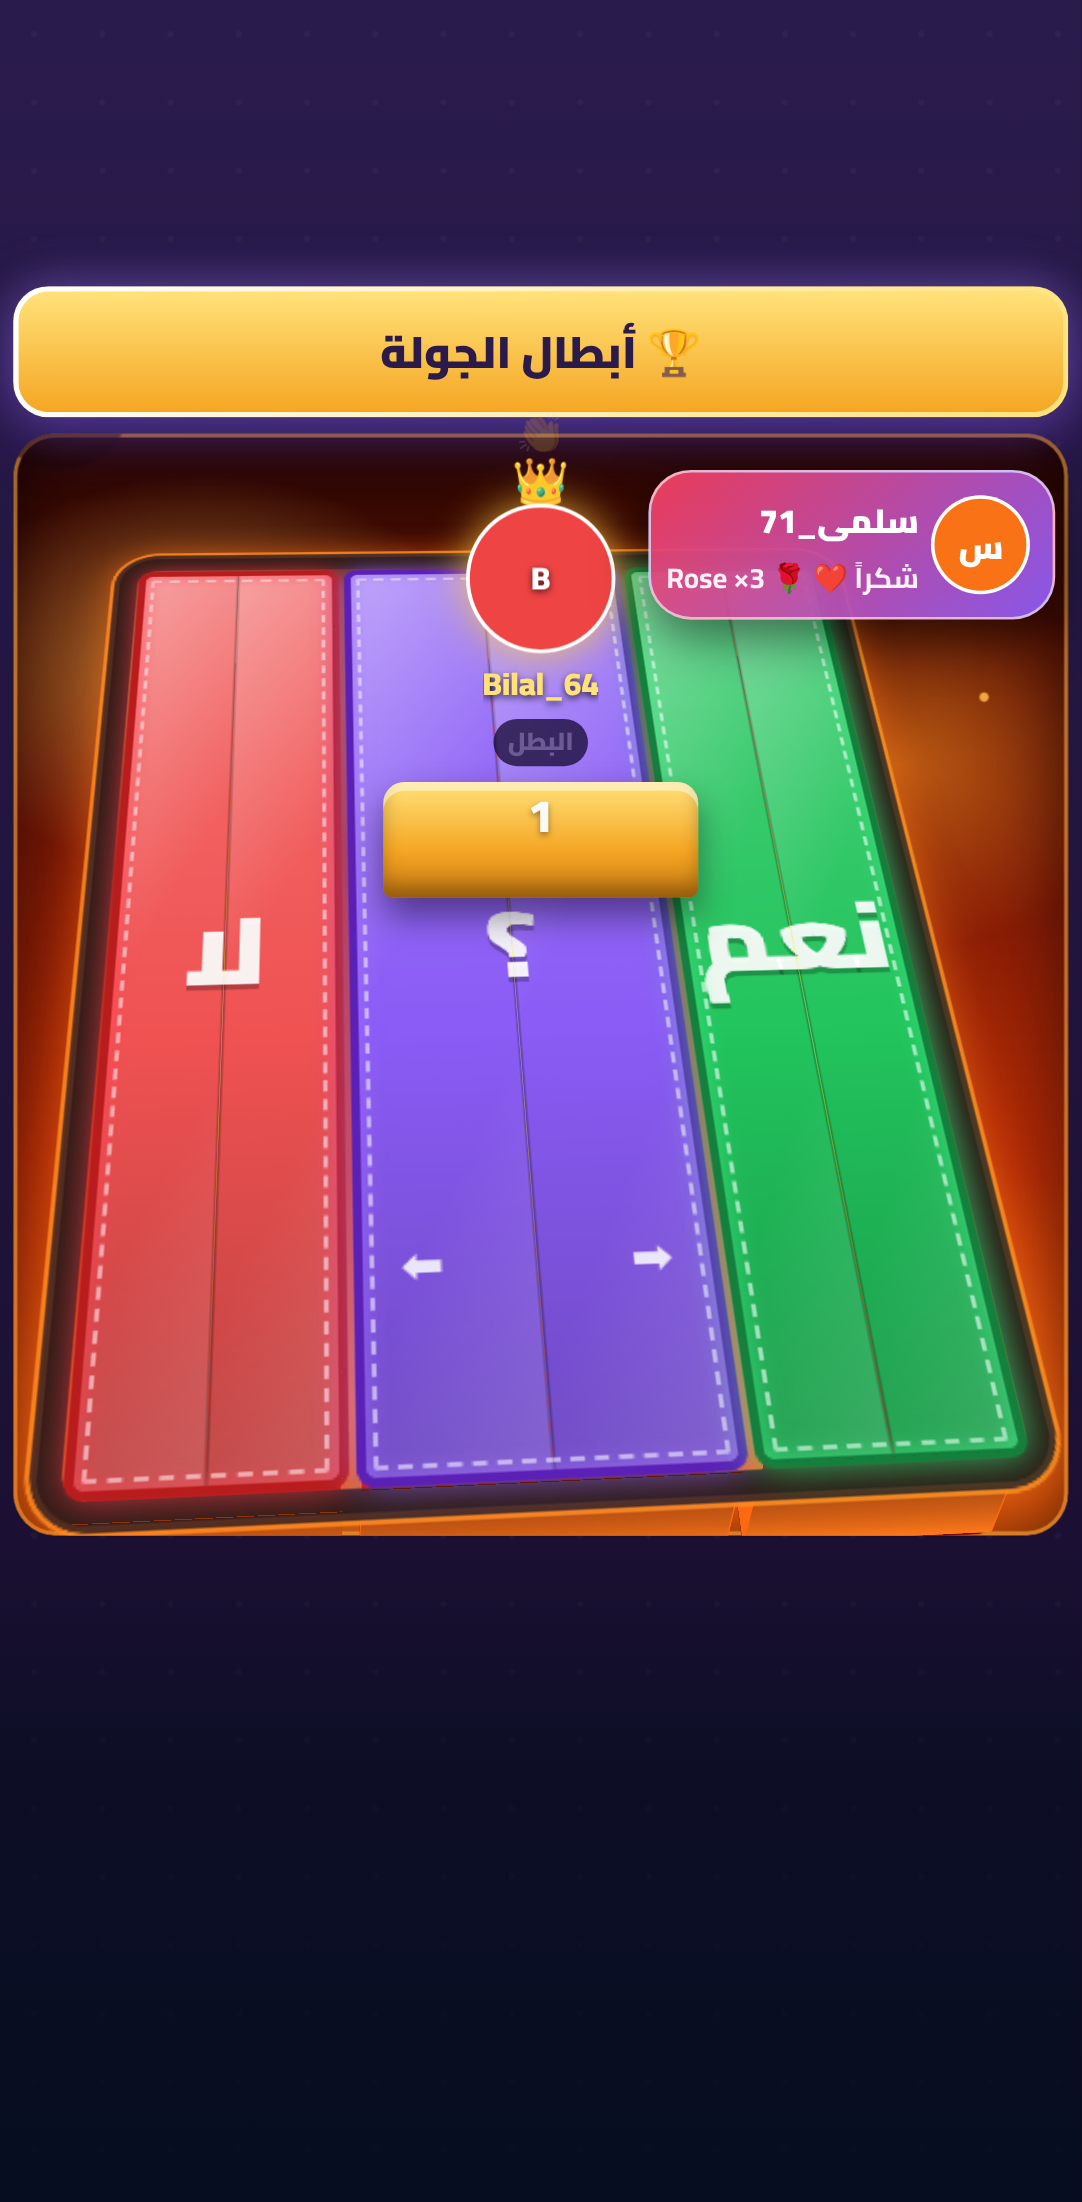 🏆 أبطال الجولة
سلمى_71
شكراً ❤️ 🌹 Rose ×3
س
B
Bilal_64
البطل
1
لا
؟
نعم
⬅ ➡